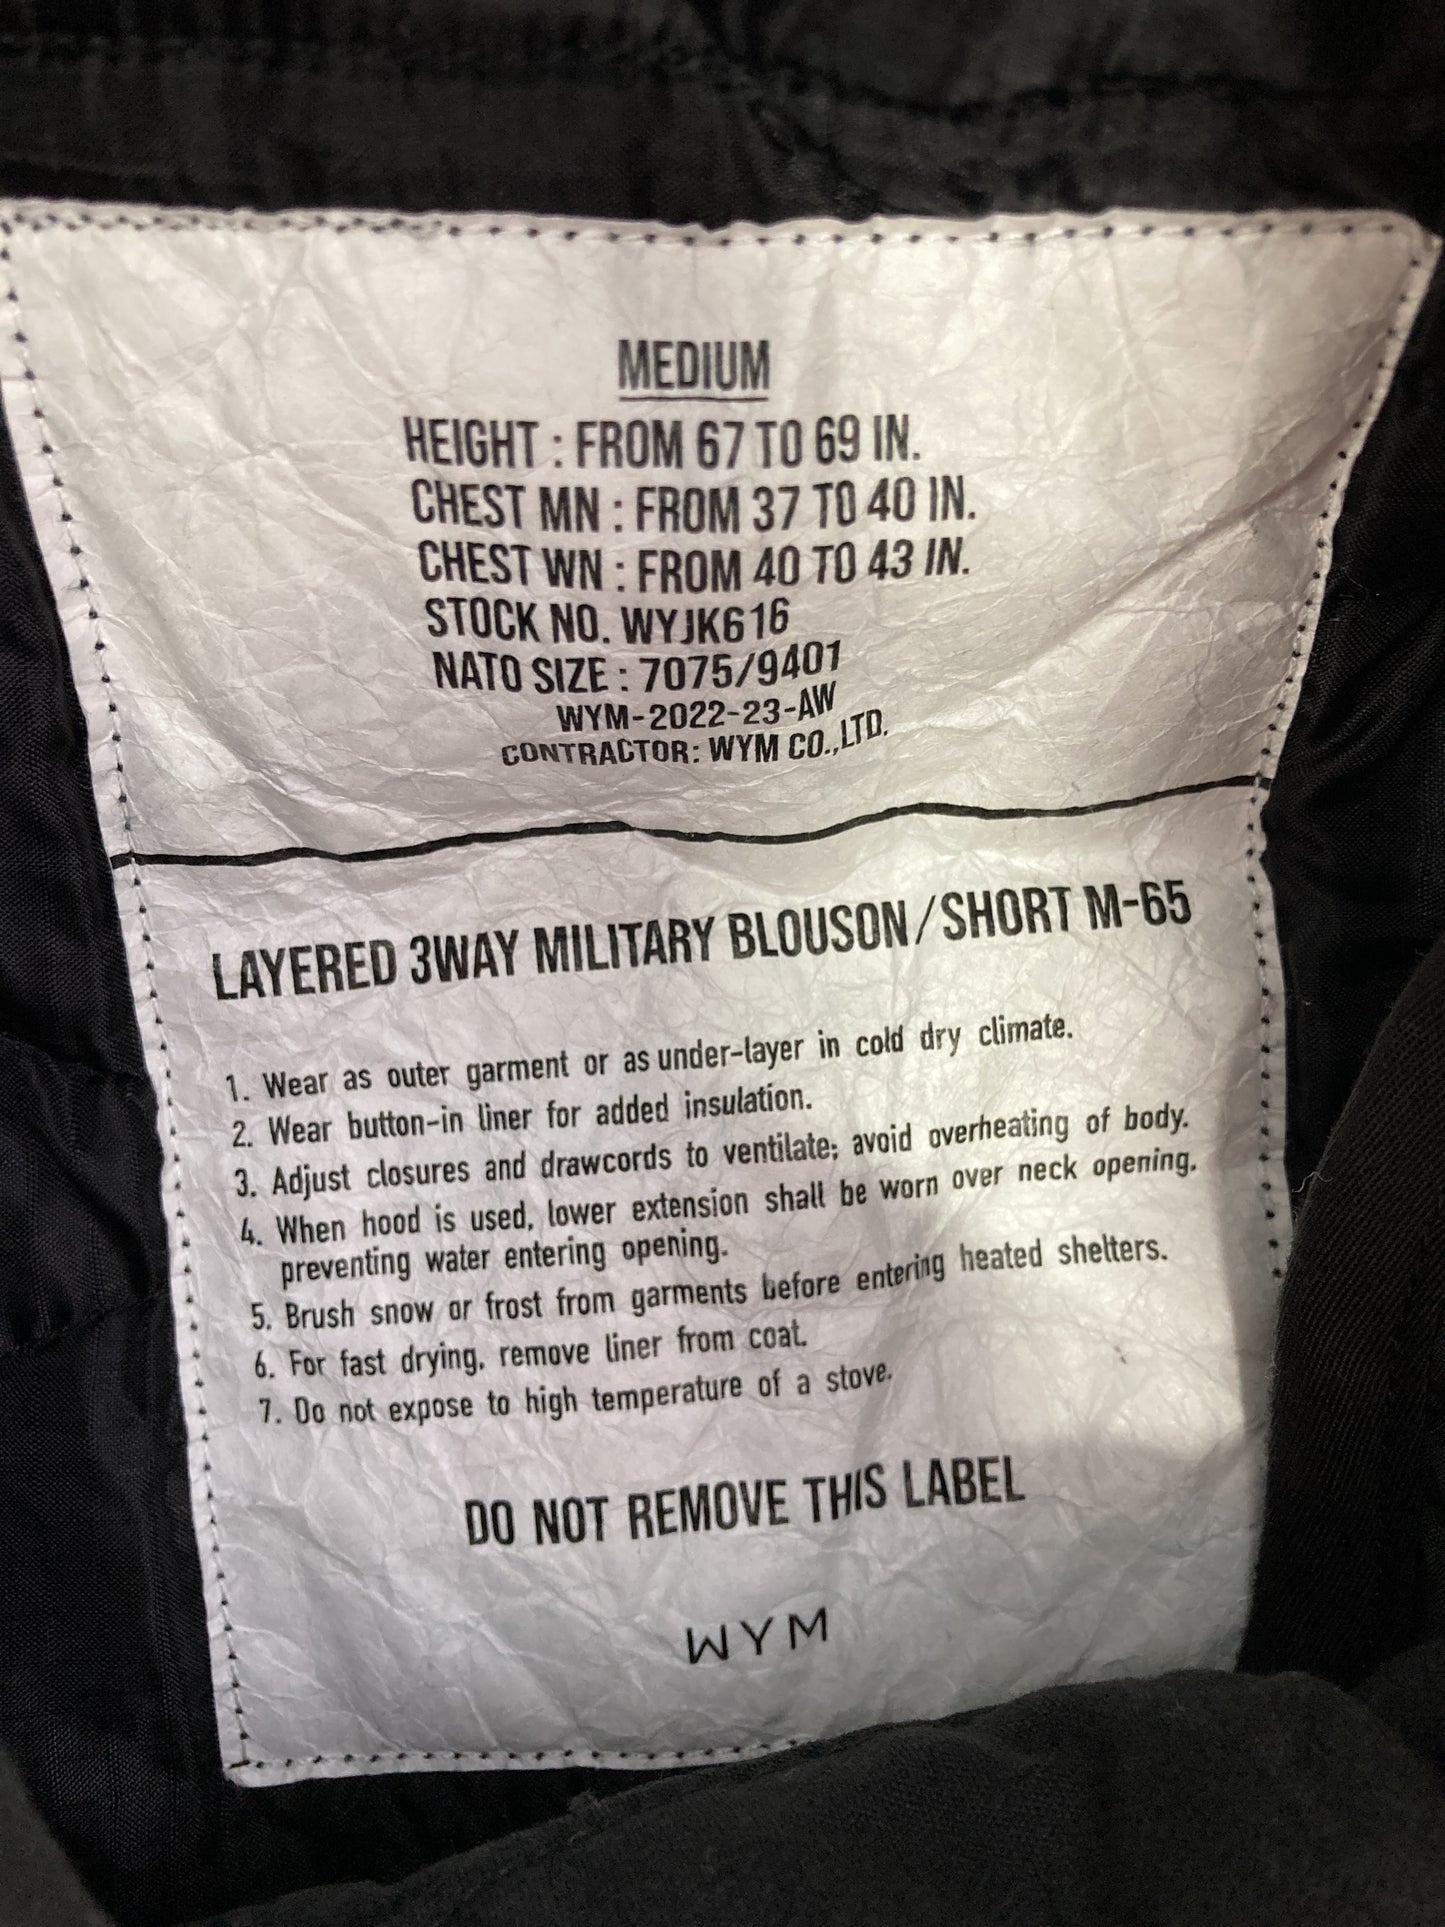 MEDIUM
HEIGHT : FROM 67 TO 69 IN.
CHEST MN : FROM 37 TO 40 IN.
CHEST WN : FROM 40 TO 43 IN.
STOCK NO. WYJK616
NATO SIZE : 7075/9401
WYM-2022-23-AW
CONTRACTOR: WYM CO.,LTD.
LAYERED 3WAY MILITARY BLOUSON/SHORT M-65
1. Wear as outer garment or as under-layer in cold dry climate.
2. Wear button-in liner for added insulation.
3. Adjust closures and drawcords to ventilate; avoid overheating of body.
4. When hood is used, lower extension shall be worn over neck opening,
preventing water entering opening.
5. Brush snow or frost from garments before entering heated shelters.
6. For fast drying, remove liner from coat.
7. Do not expose to high temperature of a stove.
DO NOT REMOVE THIS LABEL
WYM